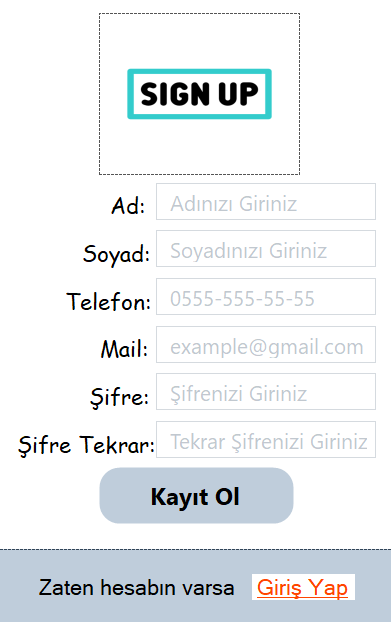 SIGN UP
Ad: Adınızı Giriniz
Soyad: Soyadınızı Giriniz
Telefon: 0555-555-55-55
Mail: example@gmail.com
Şifre: Şifrenizi Giriniz
Şifre Tekrar: Tekrar Şifrenizi Giriniz
Kayıt Ol
Zaten hesabın varsa Giriş Yap